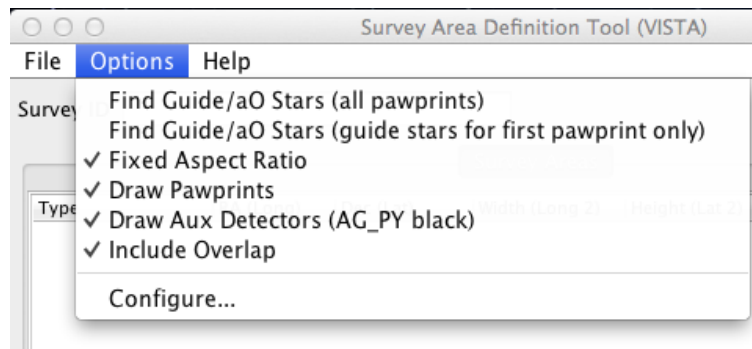 Survey Area Definition Tool (VISTA)
File Options Help
Find Guide/aO Stars (all pawprints)
Survey
Find Guide/aO Stars (guide stars for first pawprint only)
Fixed Aspect Ratio
Draw Pawprints
Type Width (Long 2) Height (Lat 2)
Draw Aux Detectors (AG_PY black)
Include Overlap
Configure...